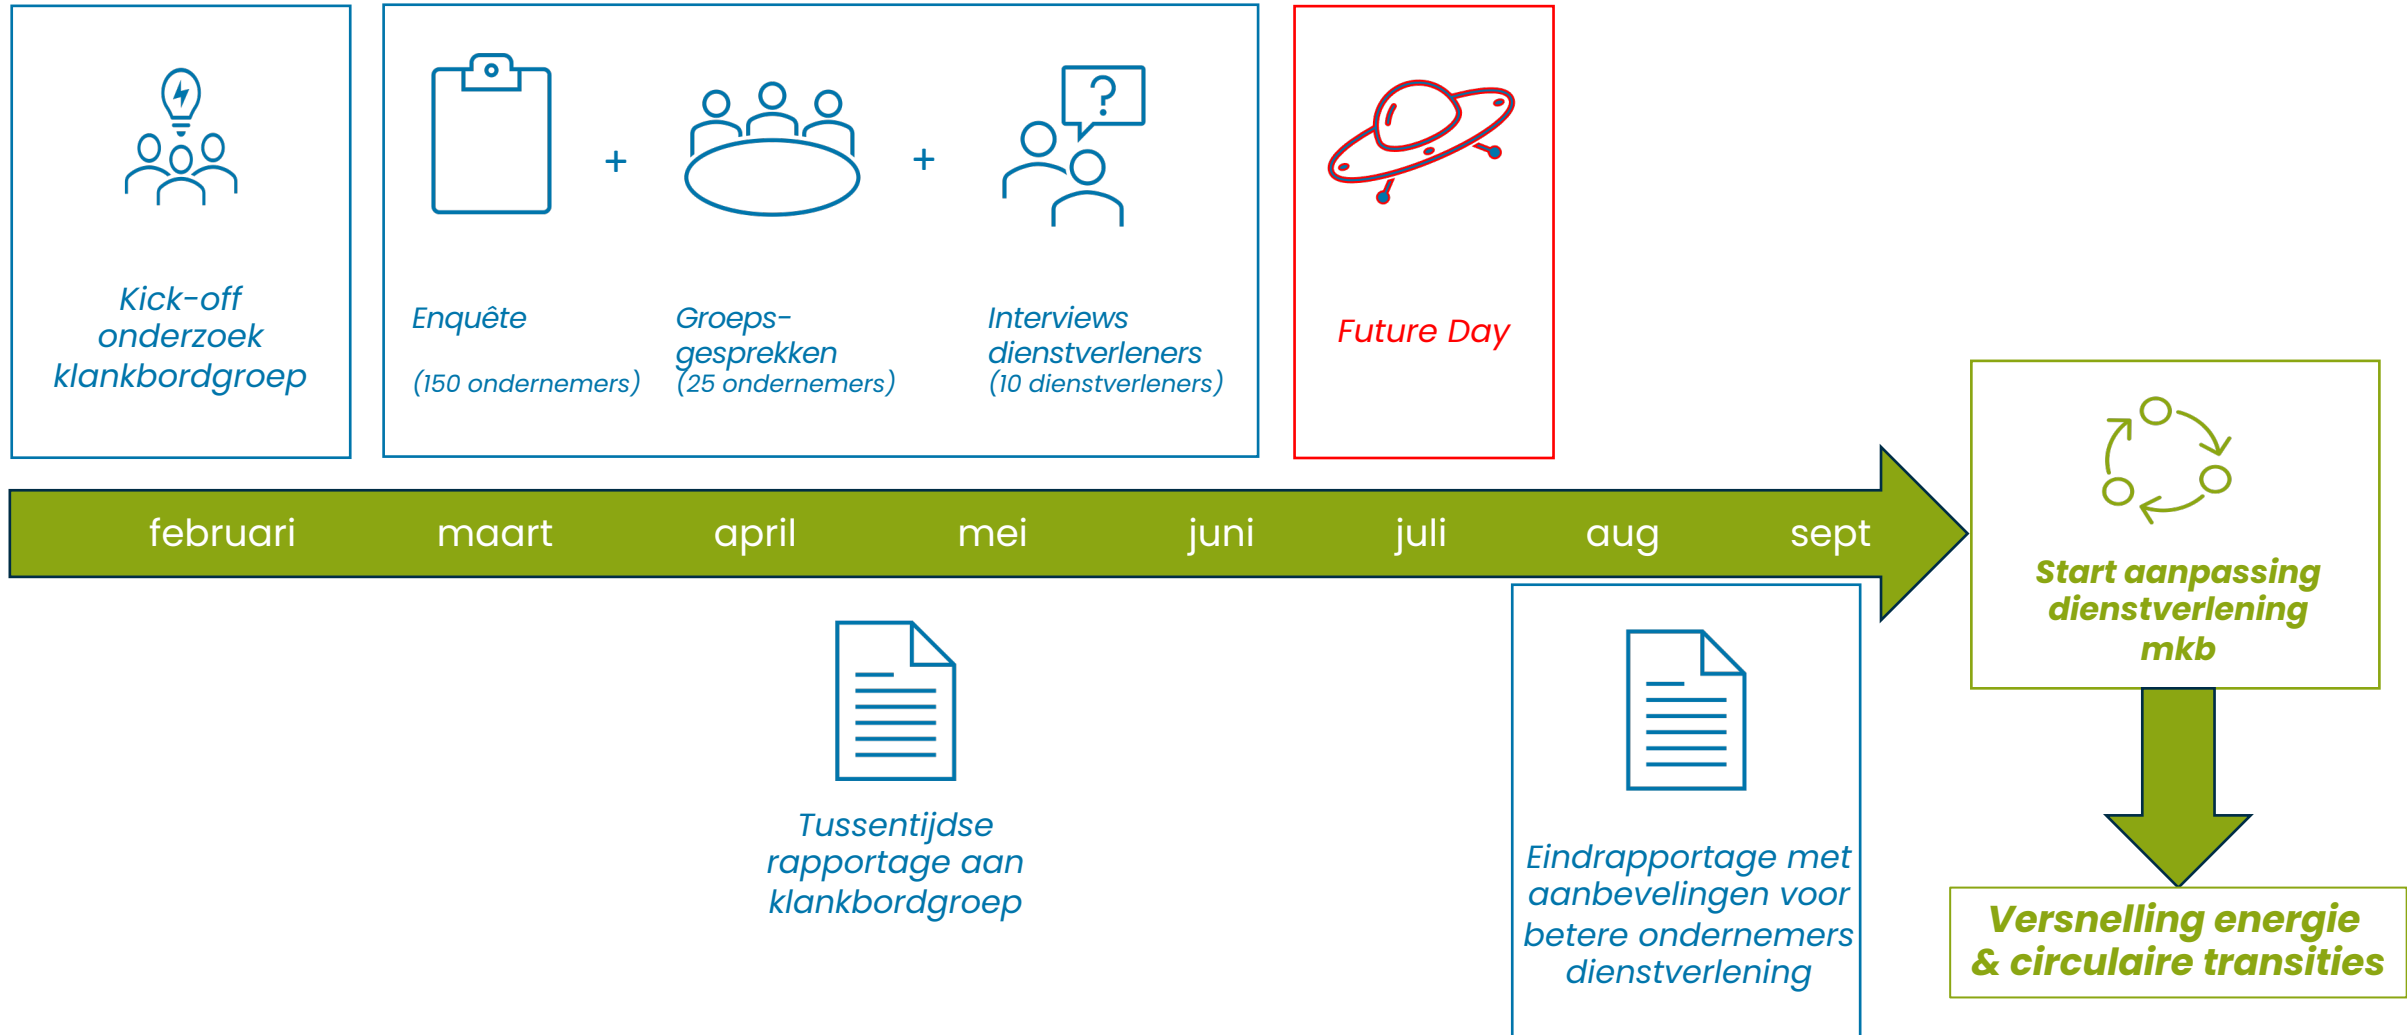 Kick-off
onderzoek
klankbordgroep
Enquête
(150 ondernemers)
+
Groeps-
gesprekken
(25 ondernemers)
+
?
Interviews
dienstverleners
(10 dienstverleners)
Future Day
februari
maart
april
mei
juni
juli
aug
sept
Start aanpassing
dienstverlening
mkb
Tussentijdse
rapportage aan
klankbordgroep
Eindrapportage met
aanbevelingen voor
betere ondernemers
dienstverlening
Versnelling energie
& circulaire transities